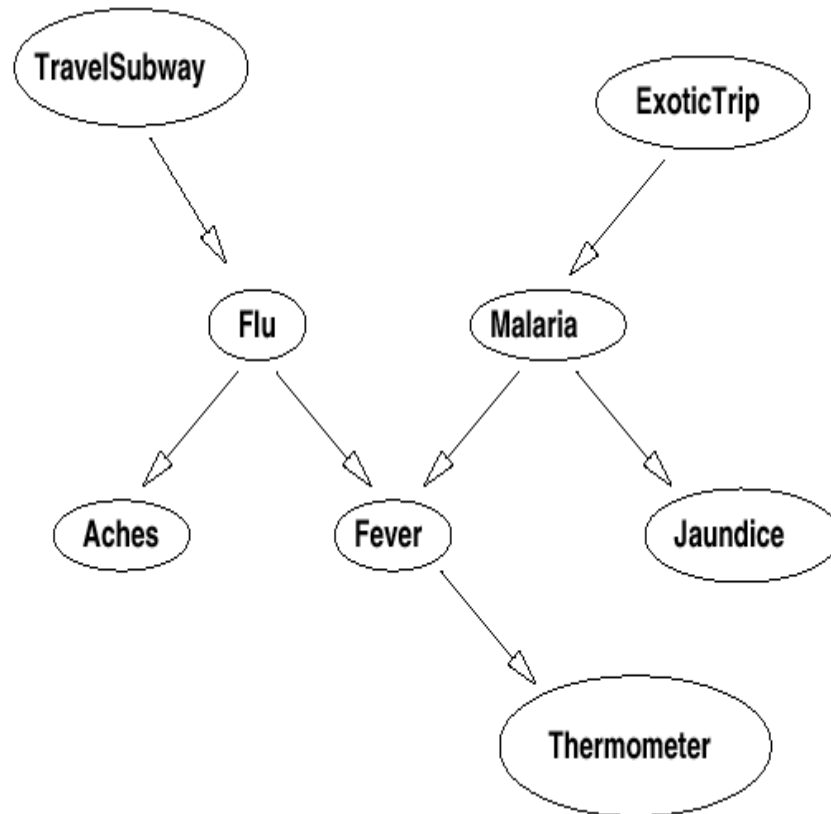 TravelSubway
ExoticTrip
Flu
Malaria
Aches
Fever
Jaundice
Thermometer